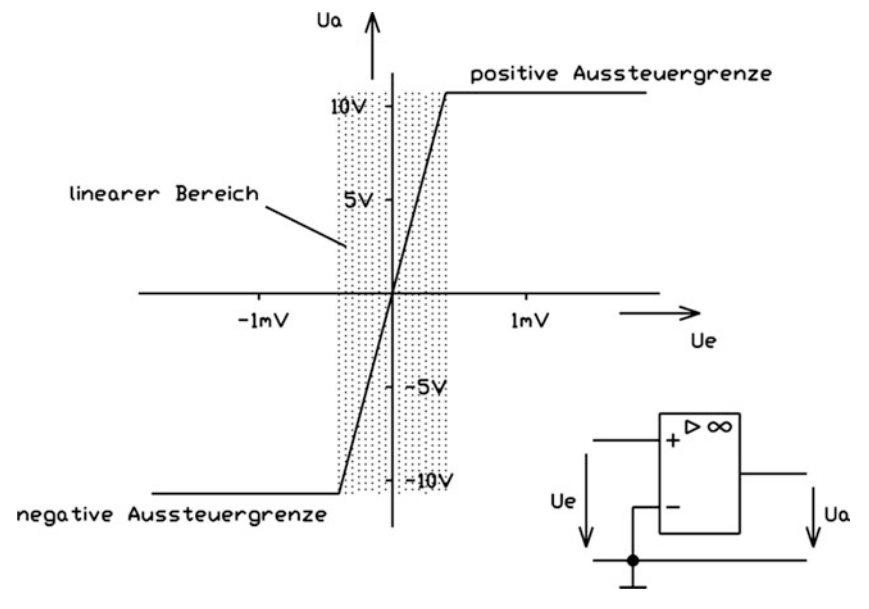 Ua
positive Aussteuergrenze
10V
linearer Bereich
5V
-1mV
1mV
Ue
-5V
▷ ∞
+
-10V
Ue
-
Ua
negative Aussteuergrenze